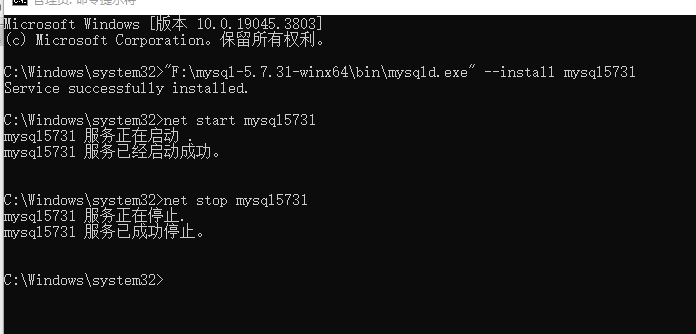 管理员: 命令提示符
Microsoft Windows [版本 10.0.19045.3803]
(c) Microsoft Corporation。保留所有权利。
C:\Windows\system32>"F:\mysql-5.7.31-winx64\bin\mysqld.exe" --install mysql5731
Service successfully installed.
C:\Windows\system32>net start mysql5731
mysql5731 服务正在启动 .
mysql5731 服务已经启动成功。
C:\Windows\system32>net stop mysql5731
mysql5731 服务正在停止.
mysql5731 服务已成功停止。
C:\Windows\system32>